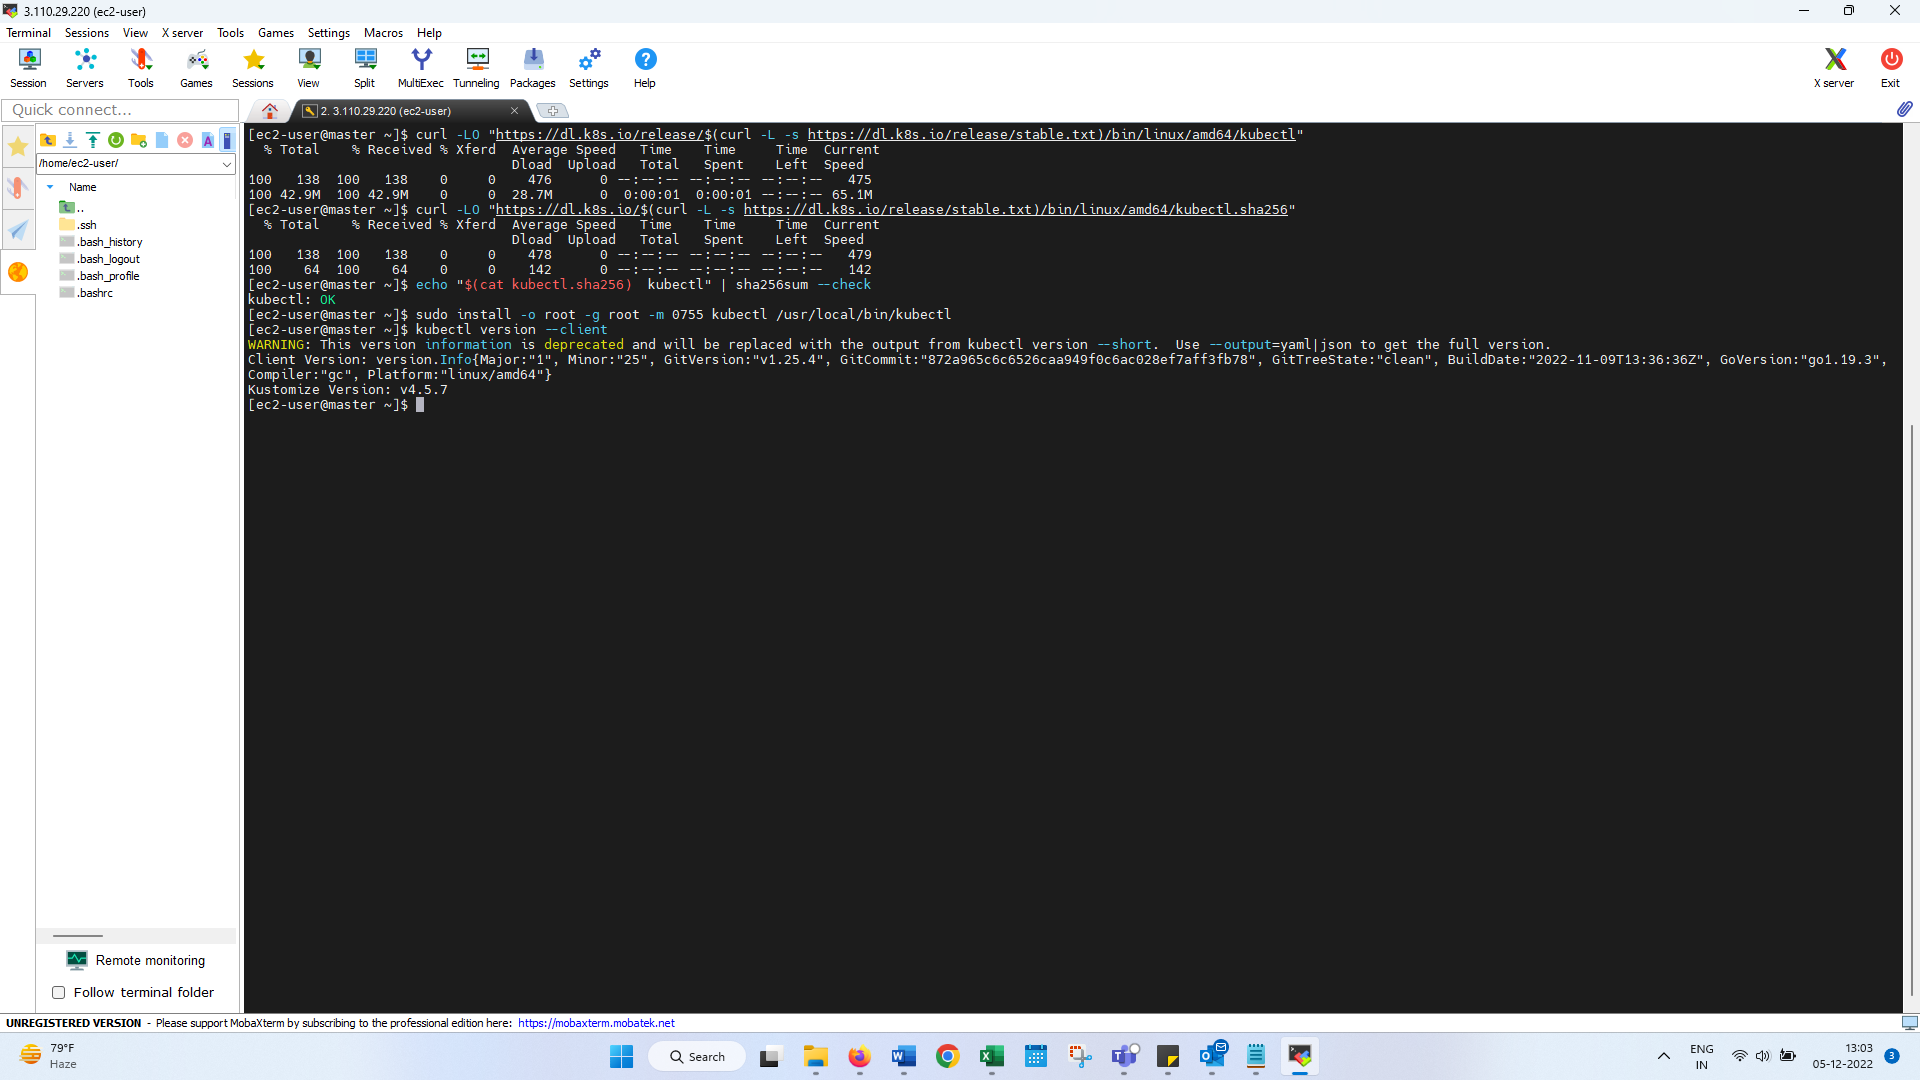 3.110.29.220 (ec2-user)
Terminal Sessions View X server Tools Games Settings Macros Help
Session Servers Tools Games Sessions View Split MultiExec Tunneling Packages Settings Help X server Exit
Quick connect...
2. 3.110.29.220 (ec2-user)
/home/ec2-user/
Name
..
.ssh
.bash_history
.bash_logout
.bash_profile
.bashrc
[ec2-user@master ~]$ curl -LO "https://dl.k8s.io/release/$(curl -L -s https://dl.k8s.io/release/stable.txt)/bin/linux/amd64/kubectl"
  % Total    % Received % Xferd  Average Speed   Time    Time     Time  Current
                                 Dload  Upload   Total   Spent    Left  Speed
100   138  100   138    0     0    476      0 --:--:-- --:--:-- --:--:--   475
100 42.9M  100 42.9M    0     0  28.7M      0  0:00:01  0:00:01 --:--:-- 65.1M
[ec2-user@master ~]$ curl -LO "https://dl.k8s.io/$(curl -L -s https://dl.k8s.io/release/stable.txt)/bin/linux/amd64/kubectl.sha256"
  % Total    % Received % Xferd  Average Speed   Time    Time     Time  Current
                                 Dload  Upload   Total   Spent    Left  Speed
100   138  100   138    0     0    478      0 --:--:-- --:--:-- --:--:--   479
100    64  100    64    0     0    142      0 --:--:-- --:--:-- --:--:--   142
[ec2-user@master ~]$ echo "$(cat kubectl.sha256)  kubectl" | sha256sum --check
kubectl: OK
[ec2-user@master ~]$ sudo install -o root -g root -m 0755 kubectl /usr/local/bin/kubectl
[ec2-user@master ~]$ kubectl version --client
WARNING: This version information is deprecated and will be replaced with the output from kubectl version --short.  Use --output=yaml|json to get the full version.
Client Version: version.Info{Major:"1", Minor:"25", GitVersion:"v1.25.4", GitCommit:"872a965c6c6526caa949f0c6ac028ef7aff3fb78", GitTreeState:"clean", BuildDate:"2022-11-09T13:36:36Z", GoVersion:"go1.19.3",
Compiler:"gc", Platform:"linux/amd64"}
Kustomize Version: v4.5.7
[ec2-user@master ~]$
Remote monitoring
Follow terminal folder
UNREGISTERED VERSION - Please support MobaXterm by subscribing to the professional edition here: https://mobaxterm.mobatek.net
79°F
Haze
Search
ENG
IN
13:03
05-12-2022
3